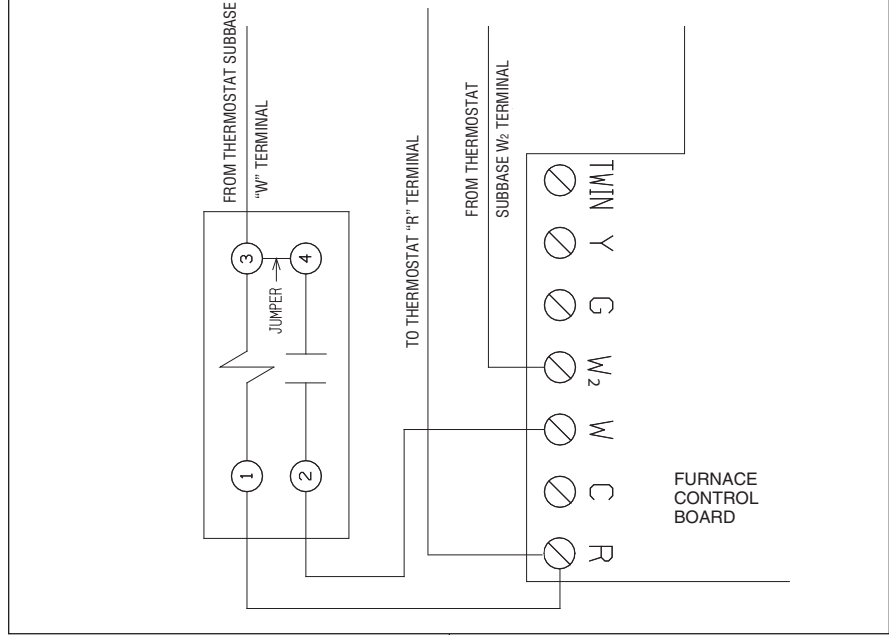 FROM THERMOSTAT SUBBASE
“W” TERMINAL
TO THERMOSTAT “R” TERMINAL
FROM THERMOSTAT
SUBBASE W2 TERMINAL
3
4
JUMPER
1
2
TWIN
Y
G
W2
W
C
R
FURNACE
CONTROL
BOARD